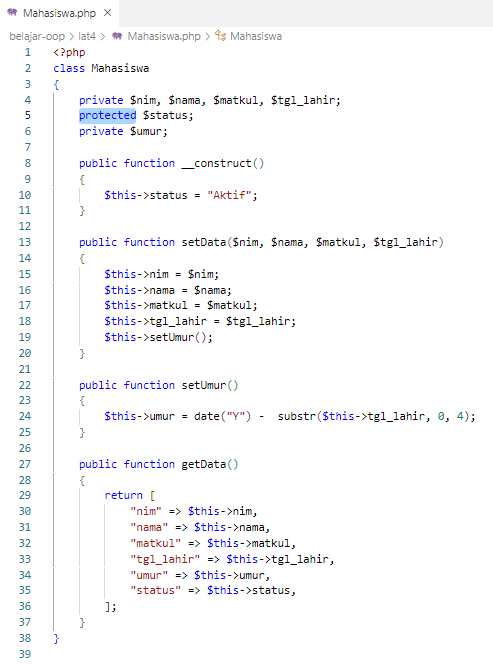 Mahasiswa.php ×
belajar-oop > lat4 > Mahasiswa.php > Mahasiswa
1 <?php
2 class Mahasiswa
3 {
4 private $nim, $nama, $matkul, $tgl_lahir;
5 protected $status;
6 private $umur;
7
8 public function __construct()
9 {
10 $this->status = "Aktif";
11 }
12
13 public function setData($nim, $nama, $matkul, $tgl_lahir)
14 {
15 $this->nim = $nim;
16 $this->nama = $nama;
17 $this->matkul = $matkul;
18 $this->tgl_lahir = $tgl_lahir;
19 $this->setUmur();
20 }
21
22 public function setUmur()
23 {
24 $this->umur = date("Y") -  substr($this->tgl_lahir, 0, 4);
25 }
26
27 public function getData()
28 {
29 return [
30 "nim" => $this->nim,
31 "nama" => $this->nama,
32 "matkul" => $this->matkul,
33 "tgl_lahir" => $this->tgl_lahir,
34 "umur" => $this->umur,
35 "status" => $this->status,
36 ];
37 }
38 }
39